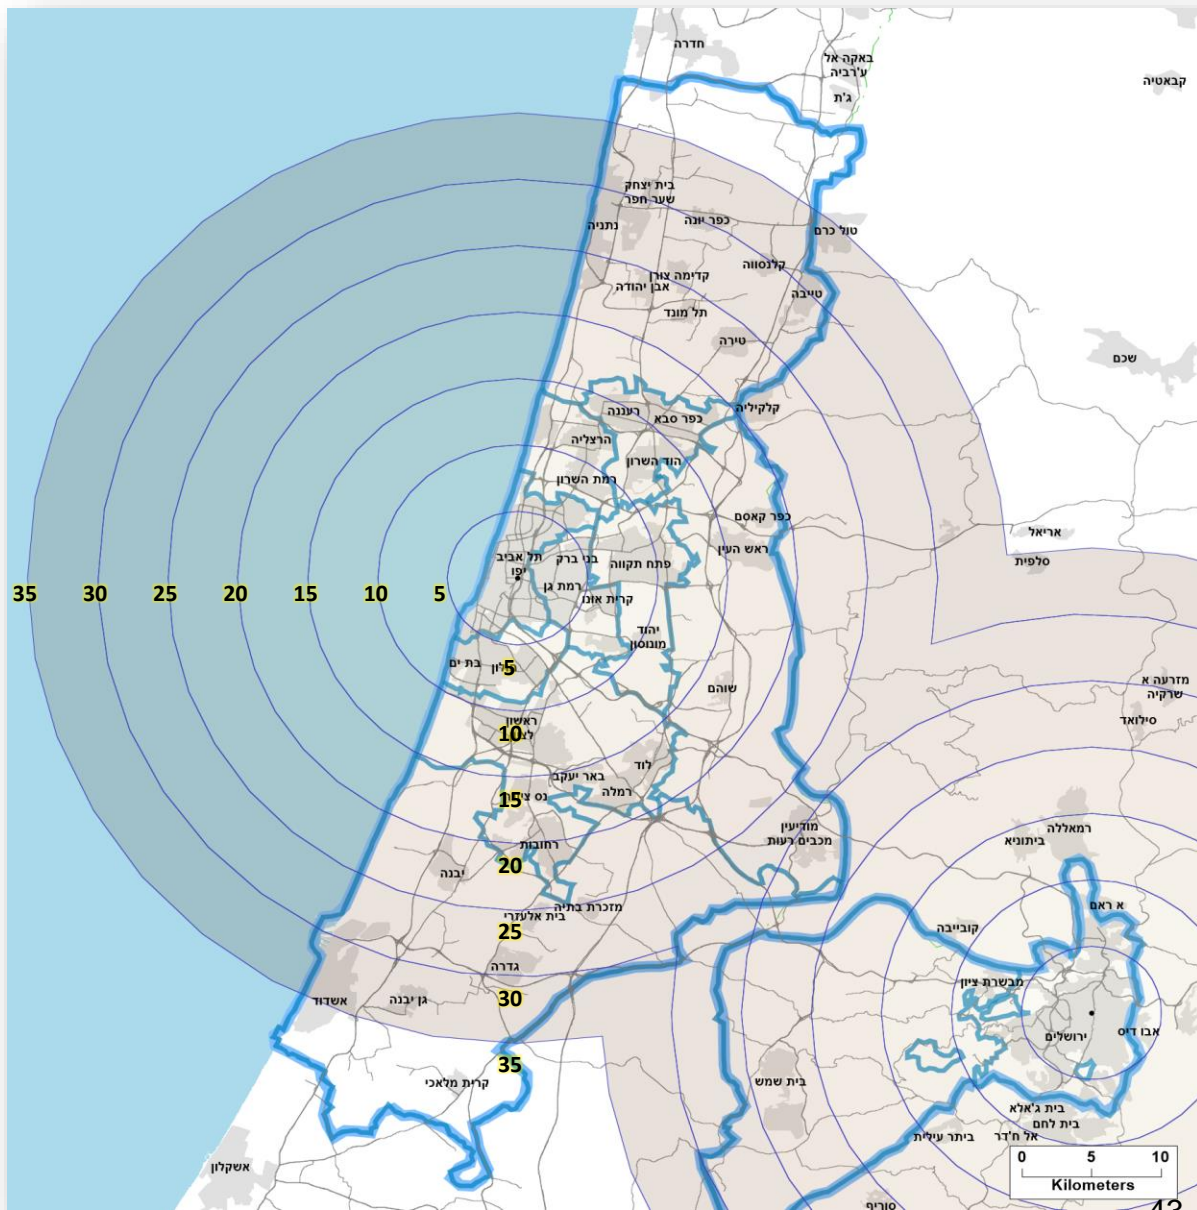 חדרה
באקה אל
ע'רביה
ג'ת
קבאטיה
בית יצחק
שער חפר
כפר יונה
נתניה
טול כרם
קלנסווה
קדימה צורן
אבן יהודה
טייבה
תל מונד
טירה
שכם
קלקיליה
רעננה
כפר סבא
הרצליה
הוד השרון
רמת השרון
כפר קאסם
ראש העין
אריאל
סלפית
תל אביב
יפו
בני ברק
פתח תקווה
רמת גן
קרית אונו
35 30 25 20 15 10 5
יהוד
מונוסון
בת ים
5
שוהם
מזרעה א
שרקיה
סילואד
ראשון
10
לוד
באר יעקב
רמלה
נס
15
מודיעין
מכבים רעות
רמאללה
ביתוניא
רחובות
20
יבנה
מזכרת בתיה
בית אלעזרי
25
א ראם
קובייבה
גדרה
30
גן יבנה
אשדוד
מבשרת ציון
ירושלים
אבו דיס
35
קרית מלאכי
בית שמש
בית ג'אלא
בית לחם
ביתר עילית
אל ח'דר
אשקלון
סוריף
0 5 10
Kilometers